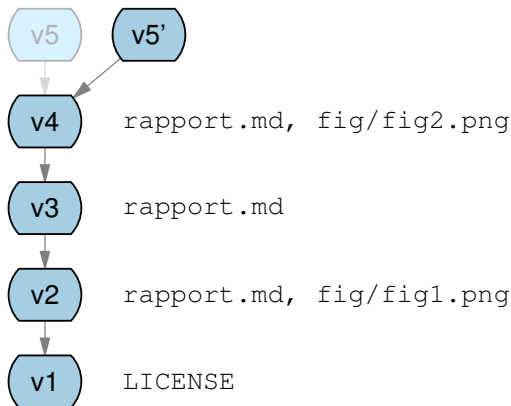 v5 v5'
v4 rapport.md, fig/fig2.png
v3 rapport.md
v2 rapport.md, fig/fig1.png
v1 LICENSE